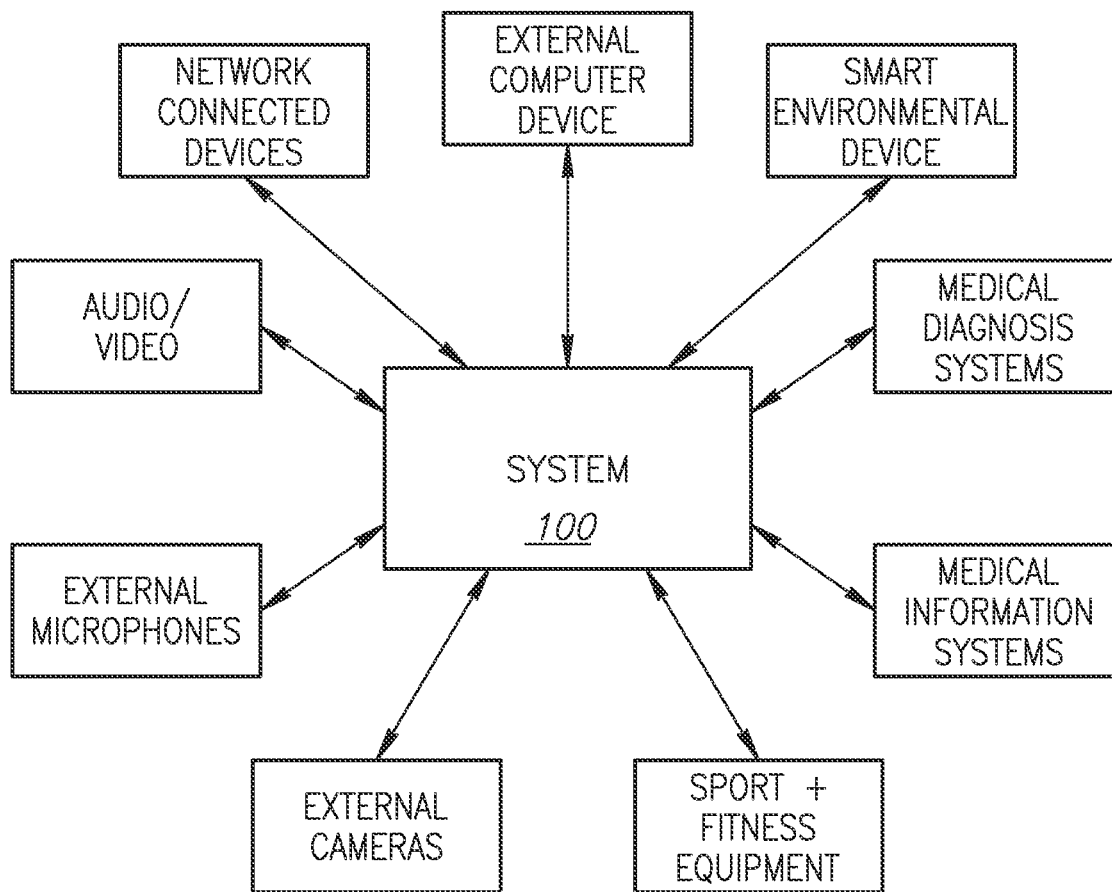 NETWORK
CONNECTED
DEVICES
EXTERNAL
COMPUTER
DEVICE
SMART
ENVIRONMENTAL
DEVICE
AUDIO/
VIDEO
MEDICAL
DIAGNOSIS
SYSTEMS
SYSTEM
100
EXTERNAL
MICROPHONES
MEDICAL
INFORMATION
SYSTEMS
EXTERNAL
CAMERAS
SPORT +
FITNESS
EQUIPMENT